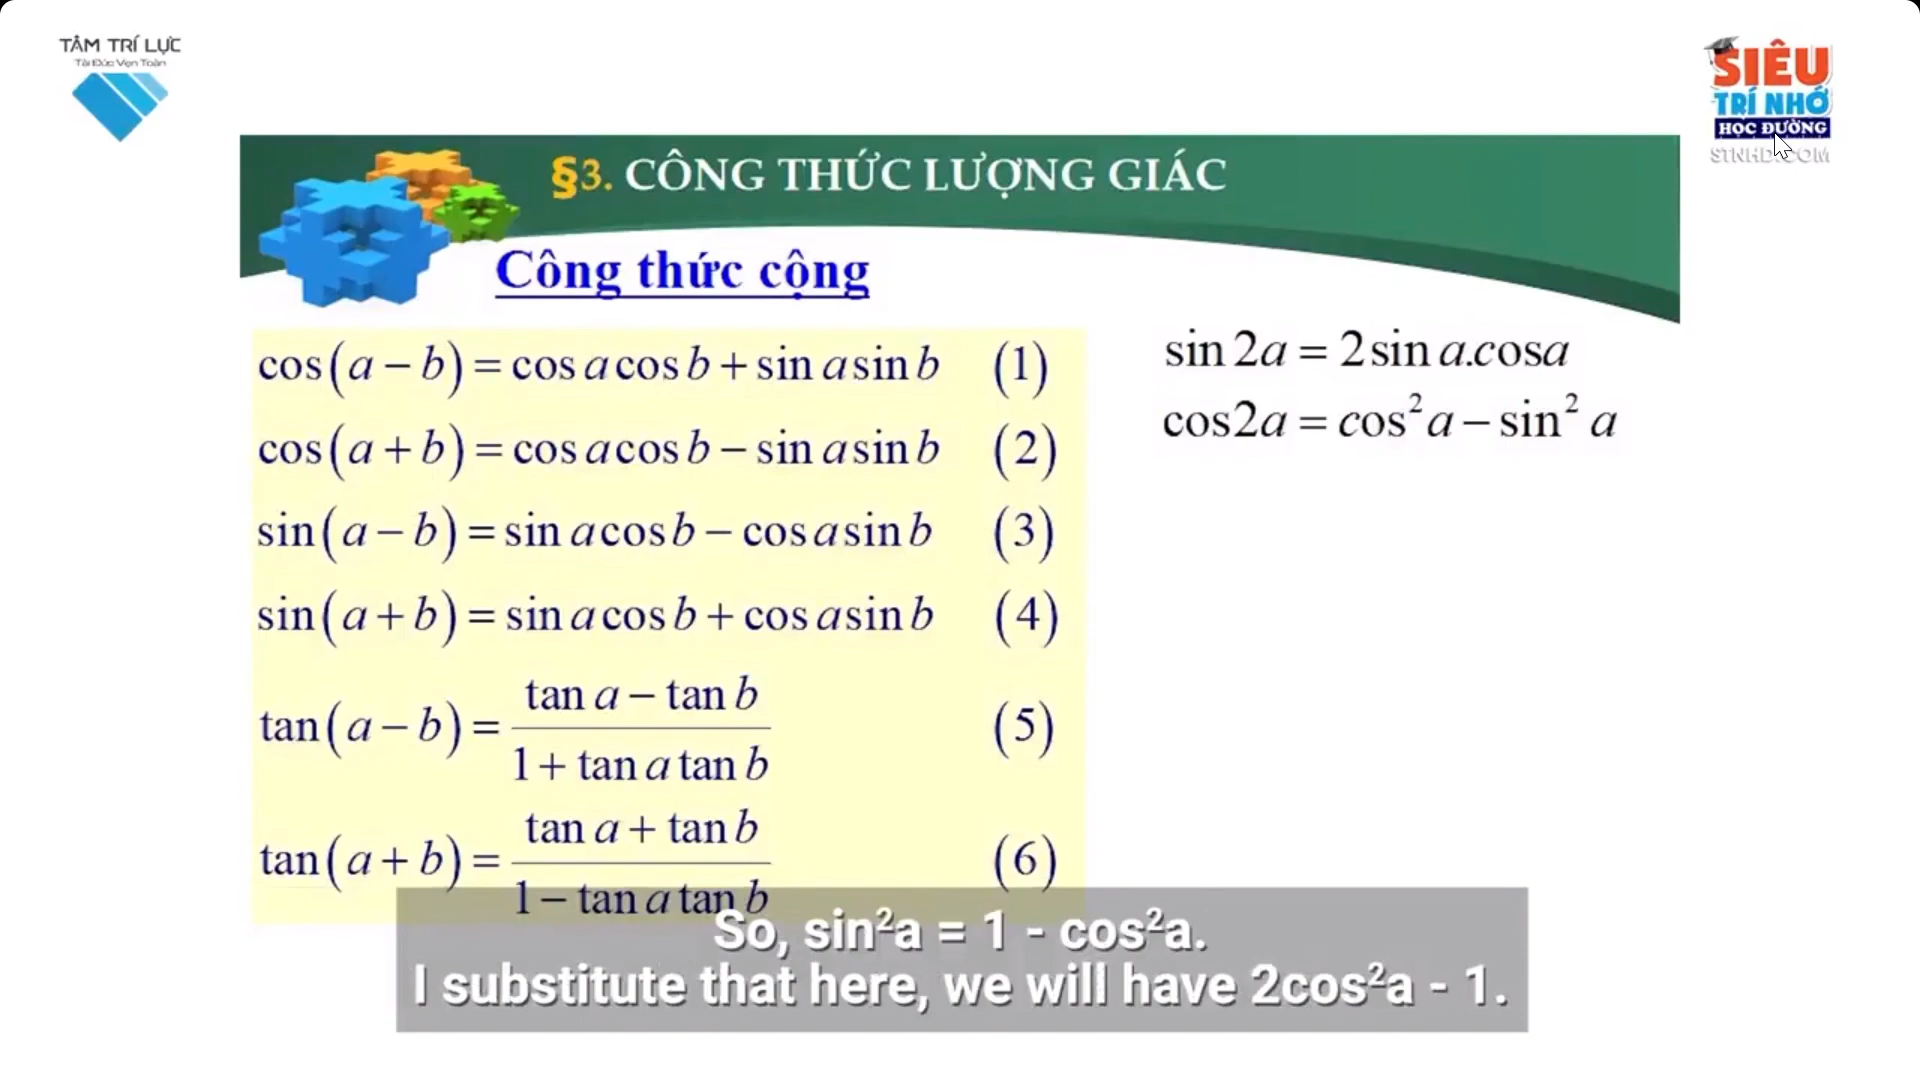 TÂM TRÍ LỰC
Tài Đức Vẹn Toàn
SIÊU
TRÍ NHỚ
HỌC ĐƯỜNG
STNHD.COM
§3. CÔNG THỨC LƯỢNG GIÁC
Công thức cộng
cos(a − b) = cos a cos b + sin a sin b (1)
cos(a + b) = cos a cos b − sin a sin b (2)
sin(a − b) = sin a cos b − cos a sin b (3)
sin(a + b) = sin a cos b + cos a sin b (4)
tan(a − b) = (tan a − tan b)/(1 + tan a tan b) (5)
tan(a + b) = (tan a + tan b)/(1 − tan a tan b) (6)
sin 2a = 2 sin a.cosa
cos2a = cos² a − sin² a
So, sin²a = 1 - cos²a.
I substitute that here, we will have 2cos²a - 1.